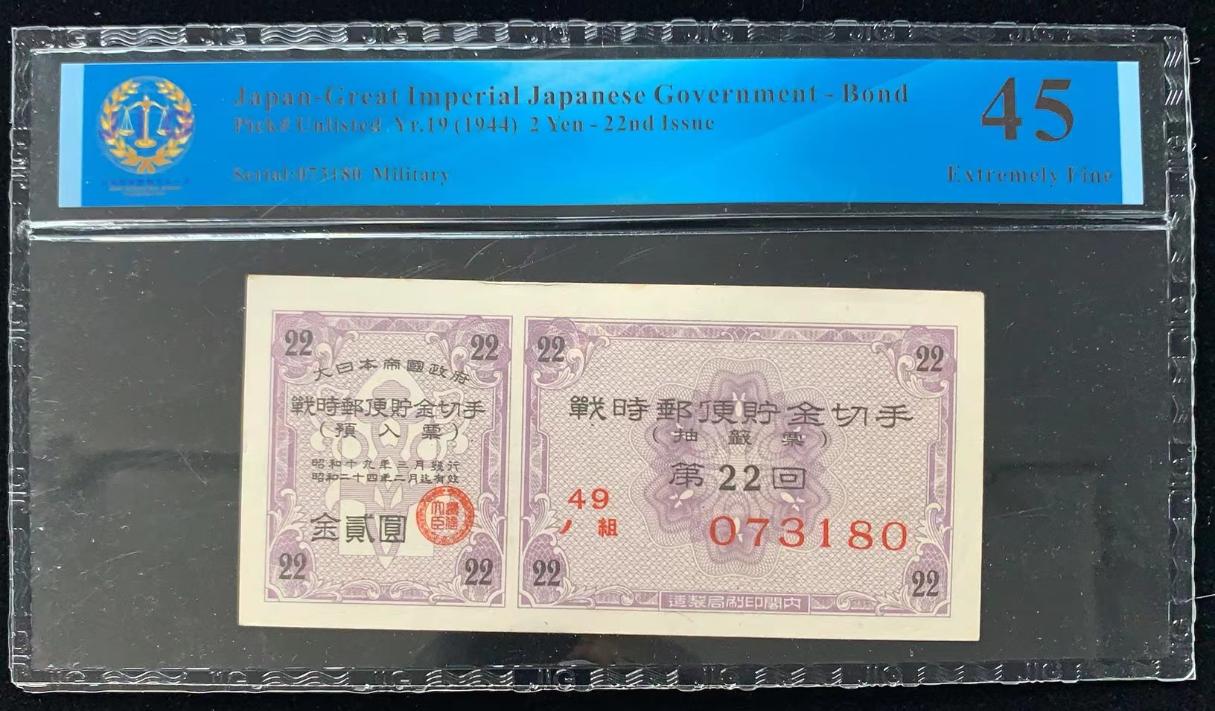 Japan-Great Imperial Japanese Government - Bond
Pick# Unlisted Yr.19 (1944) 2 Yen - 22nd Issue
Serial:073180 Military
45
Extremely Fine
22 22
大日本帝國政府
戰時郵便貯金切手
(預入票)
昭和十九年三月發行
昭和二十四年二月迄有效
金貳圓
22 22
22 22
戰時郵便貯金切手
(抽籤票)
第22回
49
ノ組
073180
22 22
内閣印刷局製造